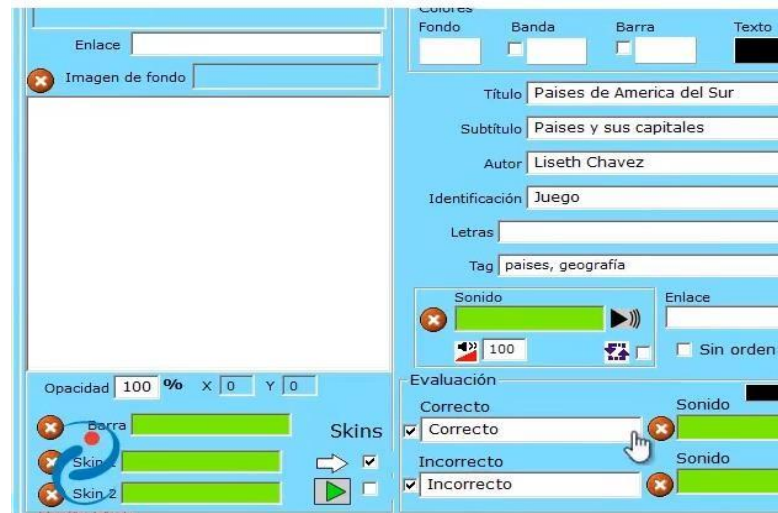 Colores
Fondo Banda Barra Texto
Enlace
Imagen de fondo
Título Paises de America del Sur
Subtítulo Paises y sus capitales
Autor Liseth Chavez
Identificación Juego
Letras
Tag paises, geografía
Sonido Enlace
100
Sin orden
Opacidad 100 % X 0 Y 0
Evaluación
Barra
Skins
Correcto Sonido
Correcto
Skin 1
Incorrecto Sonido
Incorrecto
Skin 2